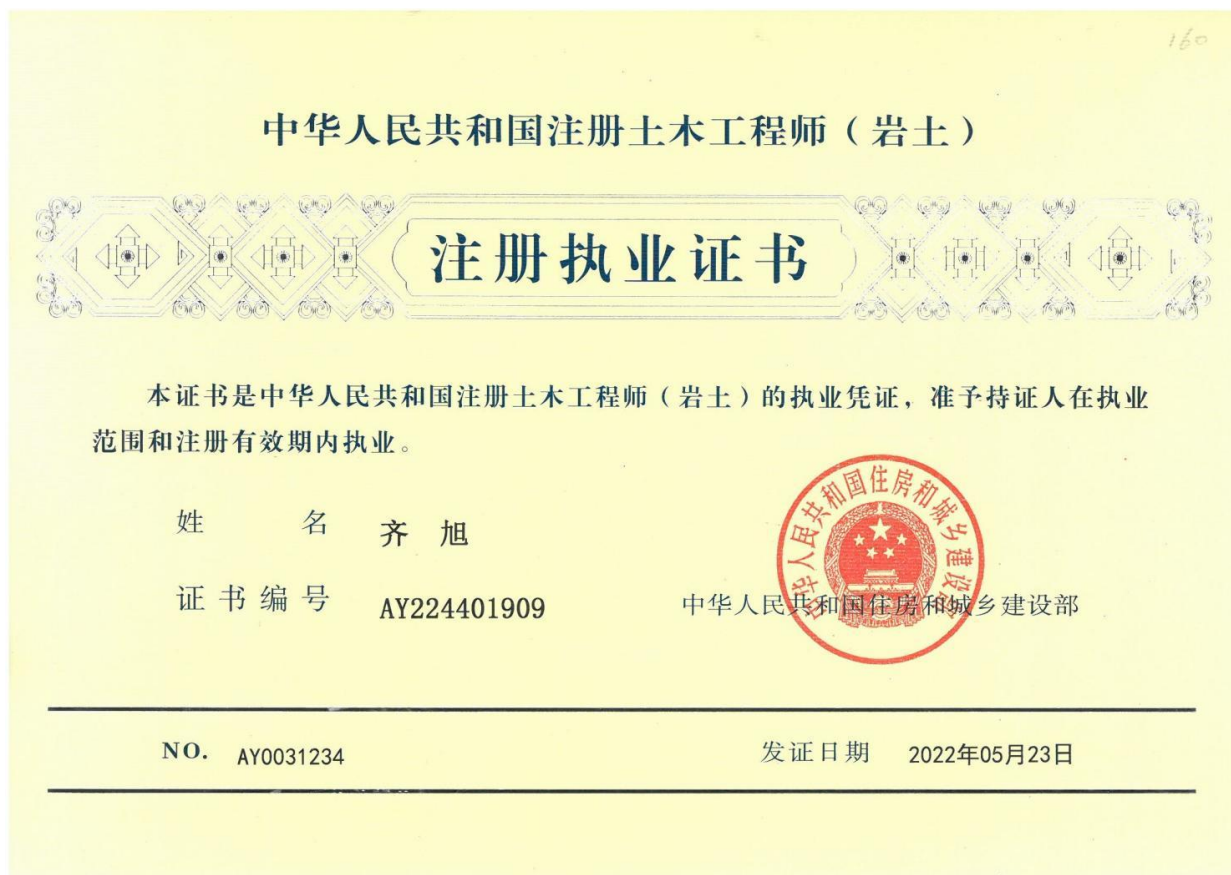 160
中华人民共和国注册土木工程师（岩土）
注册执业证书
本证书是中华人民共和国注册土木工程师（岩土）的执业凭证，准予持证人在执业
范围和注册有效期内执业。
姓名 齐旭
证书编号 AY224401909
中华人民共和国住房和城乡建设部
中华人民共和国住房和城乡建设部
NO. AY0031234
发证日期 2022年05月23日